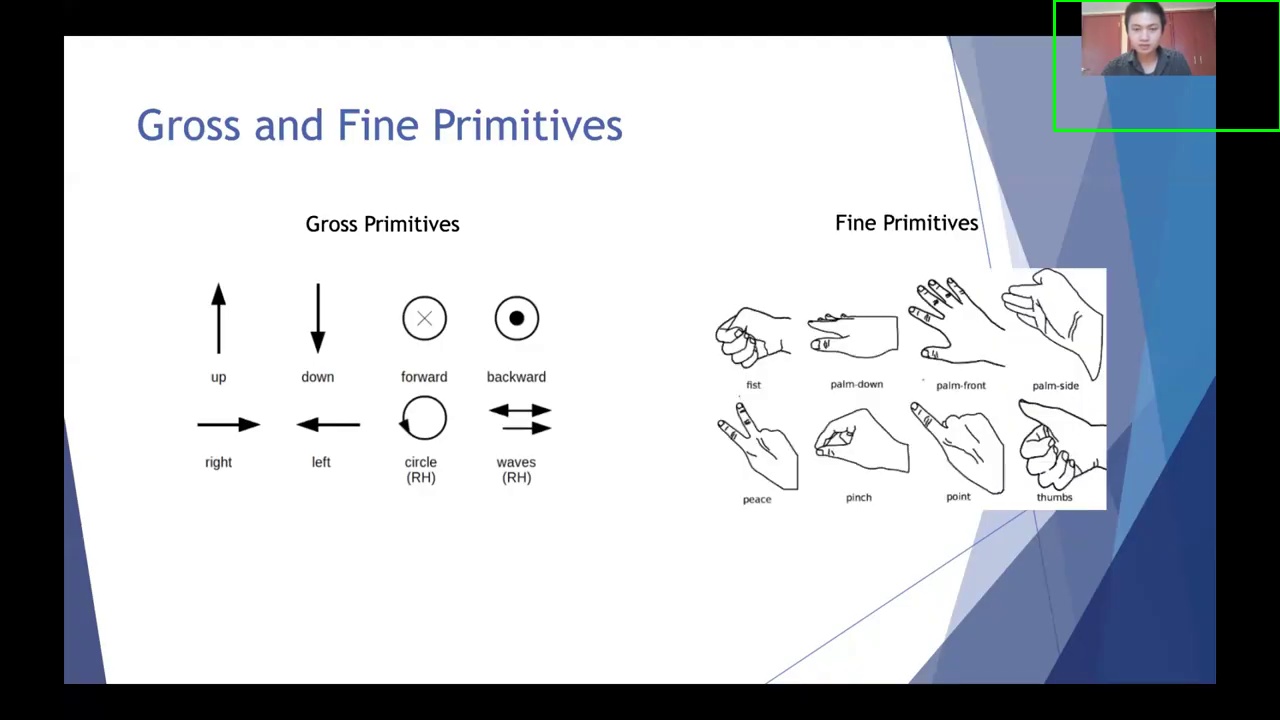 Gross and Fine Primitives
Gross Primitives
up down forward backward
right left circle waves
(RH) (RH)
Fine Primitives
fist palm-down palm-front palm-side
peace pinch point thumbs